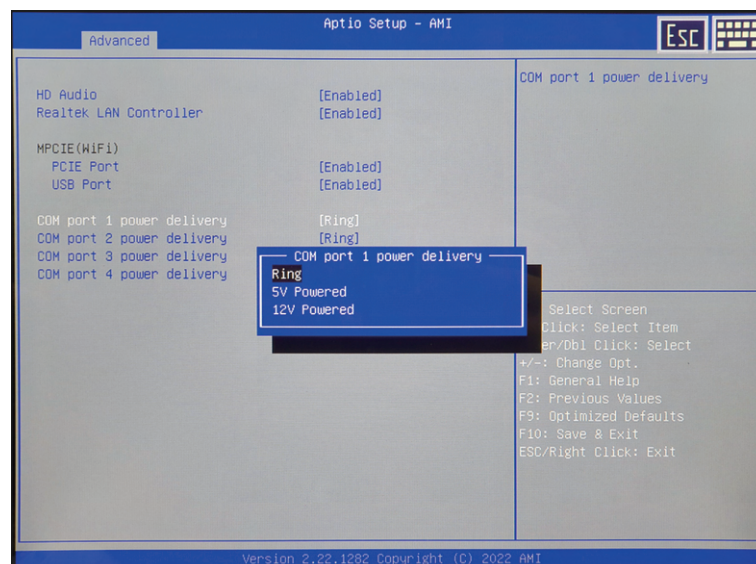 Aptio Setup - AMI
Advanced
Esc
HD Audio [Enabled]
Realtek LAN Controller [Enabled]
MPCIE(WiFi)
PCIE Port [Enabled]
USB Port [Enabled]
COM port 1 power delivery [Ring]
COM port 2 power delivery [Ring]
COM port 3 power delivery
COM port 4 power delivery
COM port 1 power delivery
Ring
5V Powered
12V Powered
COM port 1 power delivery
Select Screen
Click: Select Item
/Dbl Click: Select
+/-: Change Opt.
F1: General Help
F2: Previous Values
F9: Optimized Defaults
F10: Save & Exit
ESC/Right Click: Exit
Version 2.22.1282 Copyright (C) 2022 AMI